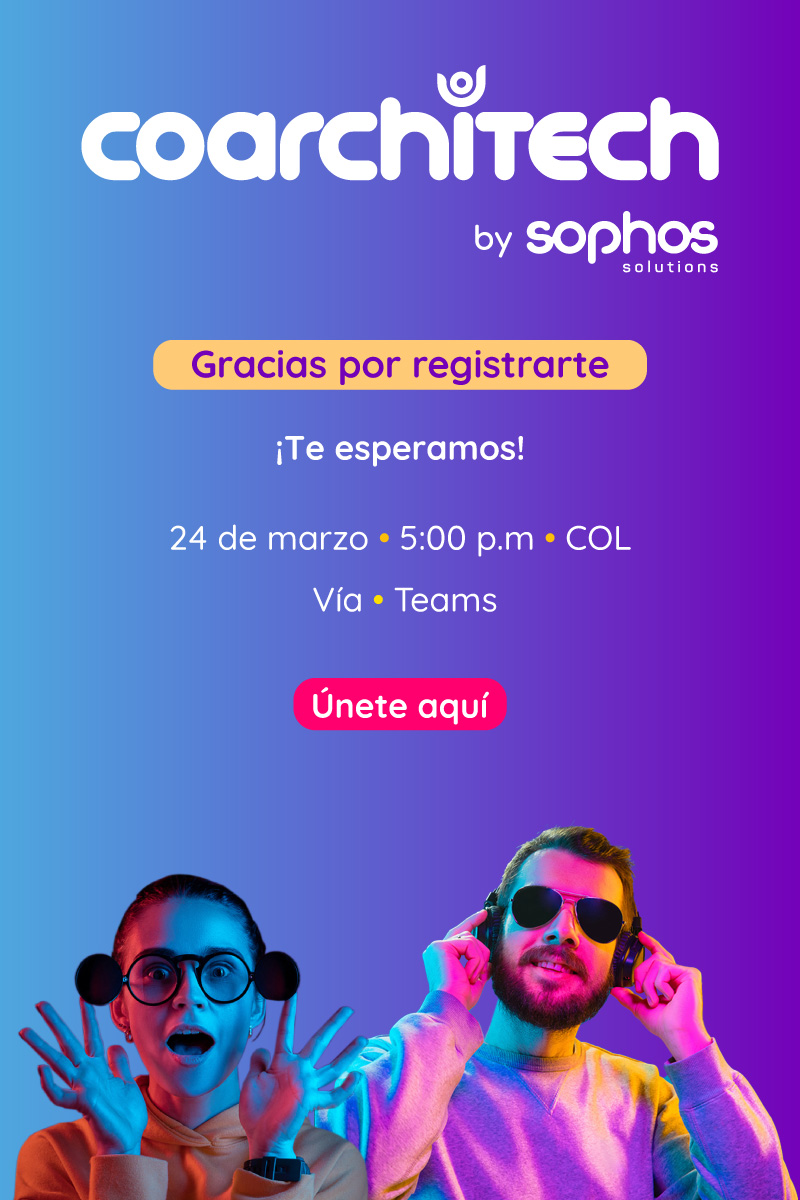 coarchitech
by sophos
solutions
Gracias por registrarte
¡Te esperamos!
24 de marzo • 5:00 p.m • COL
Vía • Teams
Únete aquí